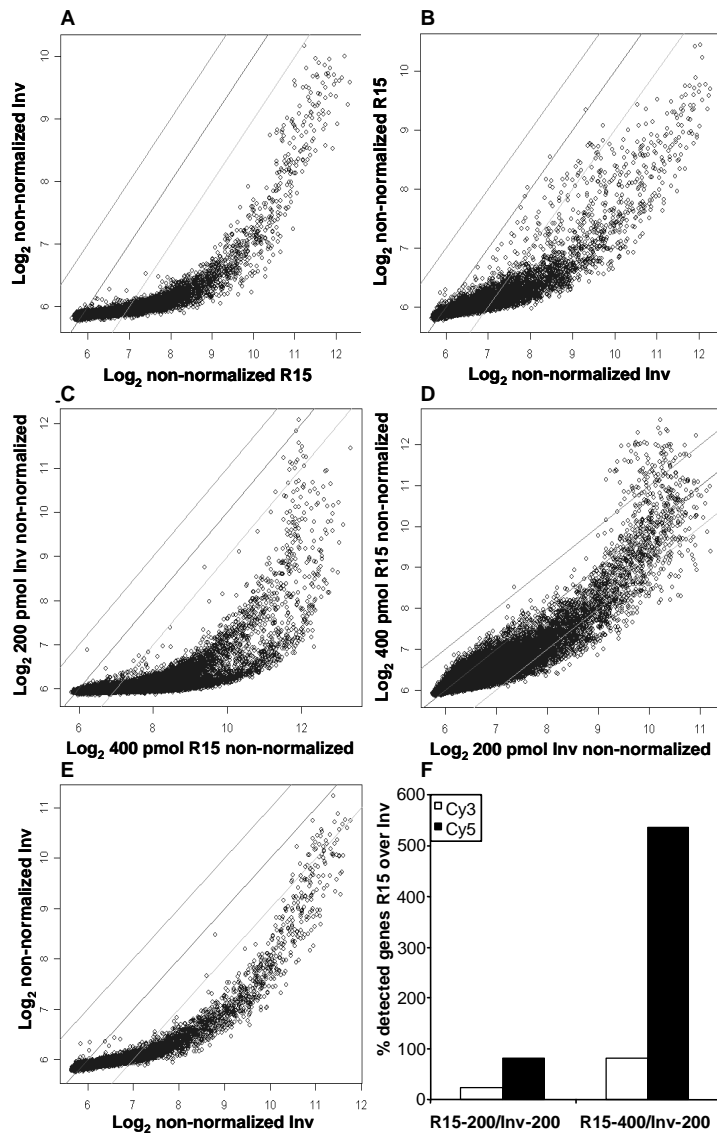 A
Log2 non-normalized Inv
10
9
8
7
6
6 7 8 9 10 11 12
Log2 non-normalized R15
B
Log2 non-normalized R15
10
9
8
7
6
6 7 8 9 10 11 12
Log2 non-normalized Inv
C
Log2 200 pmol Inv non-normalized
12
11
10
9
8
7
6
6 8 10 12
Log2 400 pmol R15 non-normalized
D
Log2 400 pmol R15 non-normalized
12
11
10
9
8
7
6
6 7 8 9 10 11
Log2 200 pmol Inv non-normalized
E
Log2 non-normalized Inv
11
10
9
8
7
6
6 7 8 9 10 11 12
Log2 non-normalized Inv
F
% detected genes R15 over Inv
600
500
400
300
200
100
0
Cy3
Cy5
R15-200/Inv-200 R15-400/Inv-200